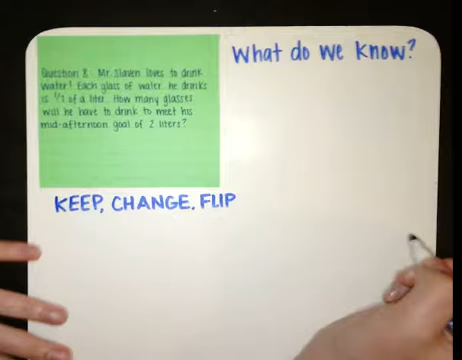 What do we know?
Question 8: Mr. Slaven loves to drink
water! Each glass of water he drinks
is 1/7 of a liter. How many glasses
will he have to drink to meet his
mid-afternoon goal of 2 liters?
KEEP, CHANGE, FLIP